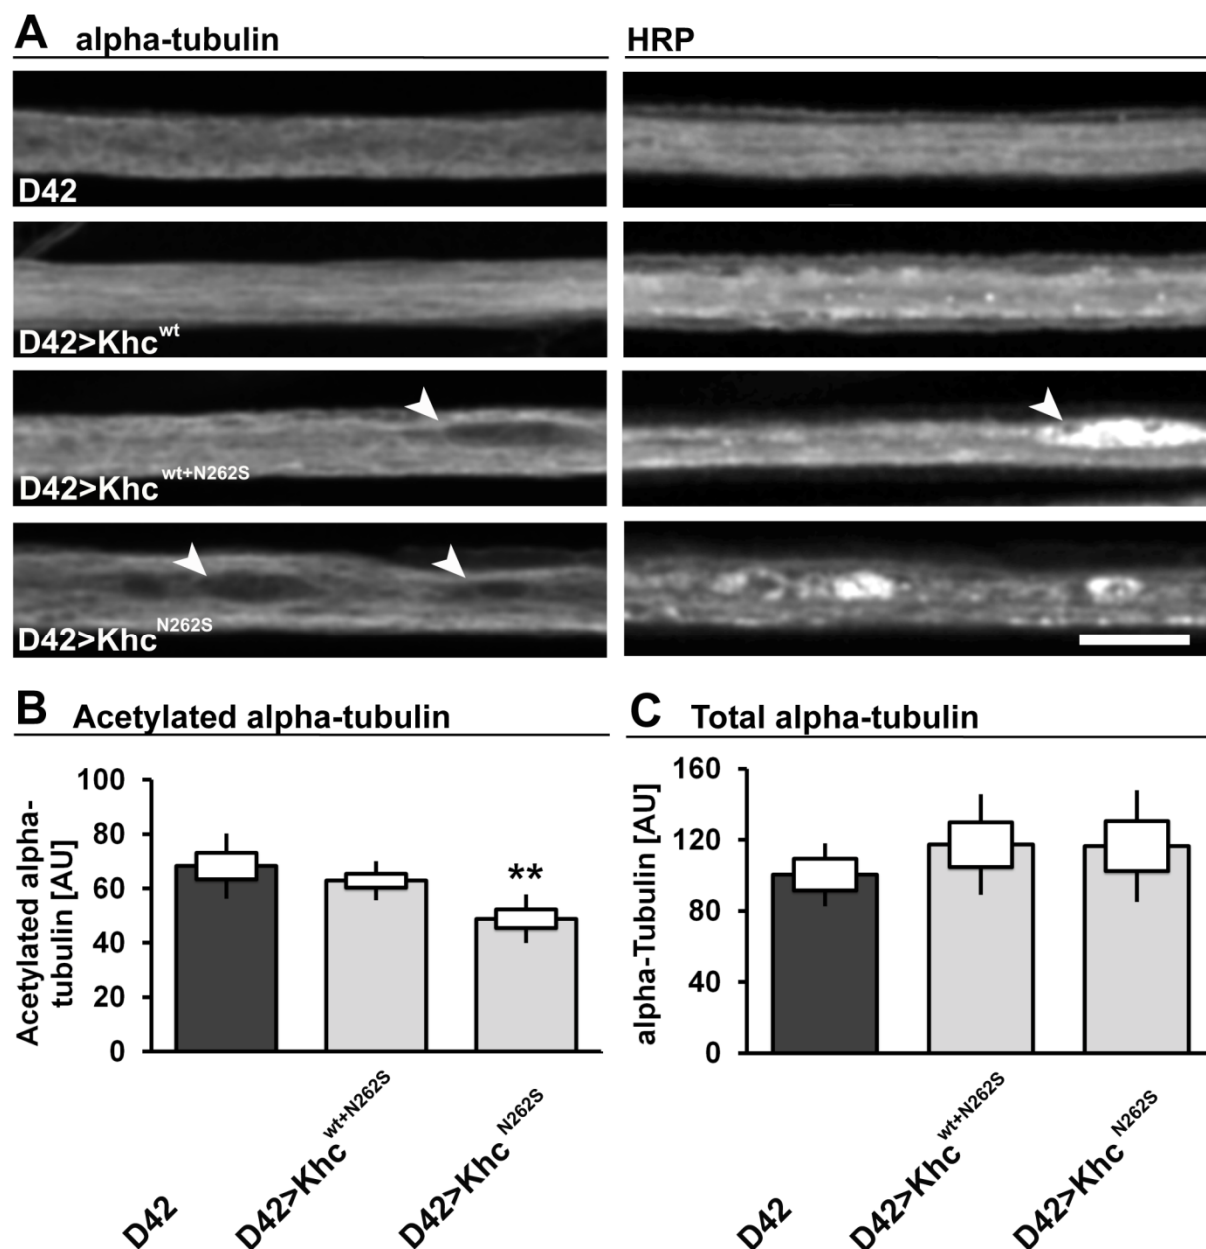 A alpha-tubulin
HRP
D42
D42>Khc^wt
D42>Khc^wt+N262S
D42>Khc^N262S
B Acetylated alpha-tubulin
Acetylated alpha-
tubulin [AU]
100
80
60
40
20
0
**
D42
D42>Khc^wt+N262S
D42>Khc^N262S
C Total alpha-tubulin
alpha-Tubulin [AU]
160
120
80
40
0
D42
D42>Khc^wt+N262S
D42>Khc^N262S